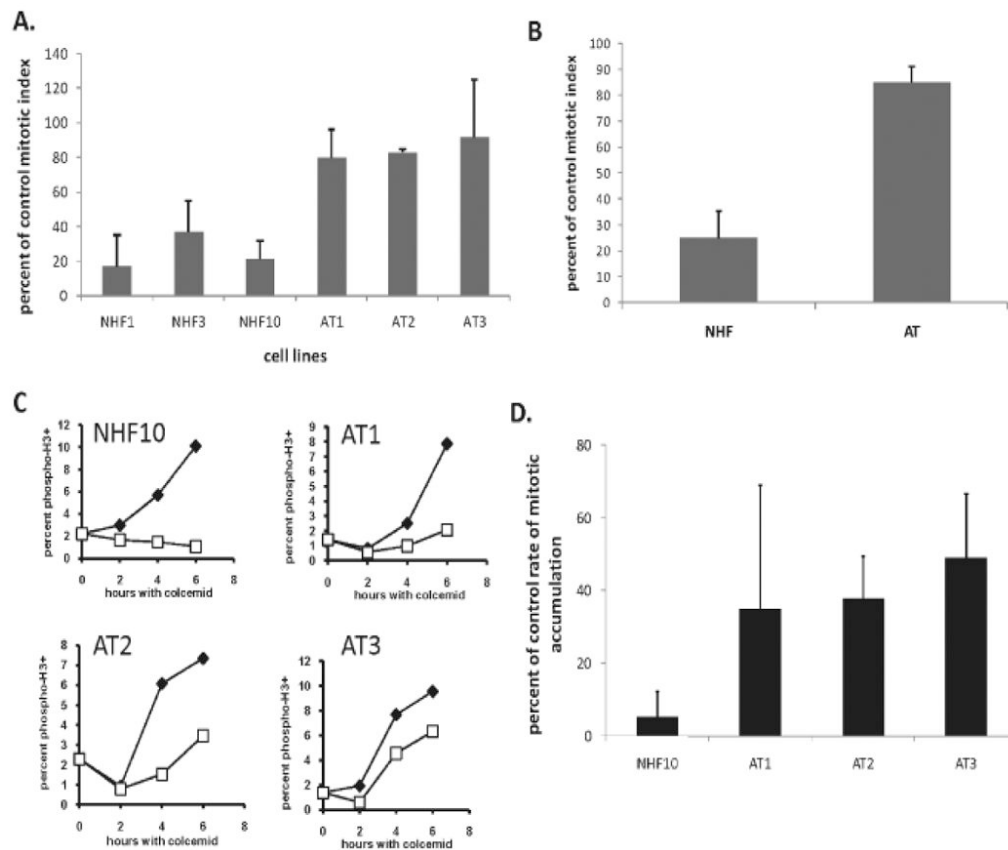 A.
percent of control mitotic index
140
120
100
80
60
40
20
0
NHF1 NHF3 NHF10 AT1 AT2 AT3
cell lines
B
percent of control mitotic index
100
90
80
70
60
50
40
30
20
10
0
NHF AT
C
NHF10
percent phospho-H3+
12
10
8
6
4
2
0
0 2 4 6 8
hours with colcemid
AT1
percent phospho-H3+
9
8
7
6
5
4
3
2
1
0
0 2 4 6 8
hours with colcemid
AT2
percent phospho-H3+
8
7
6
5
4
3
2
1
0
0 2 4 6 8
hours with colcemid
AT3
percent phospho-H3+
12
10
8
6
4
2
0
0 2 4 6 8
hours with colcemid
D.
percent of control rate of mitotic
accumulation
80
60
40
20
0
NHF10 AT1 AT2 AT3